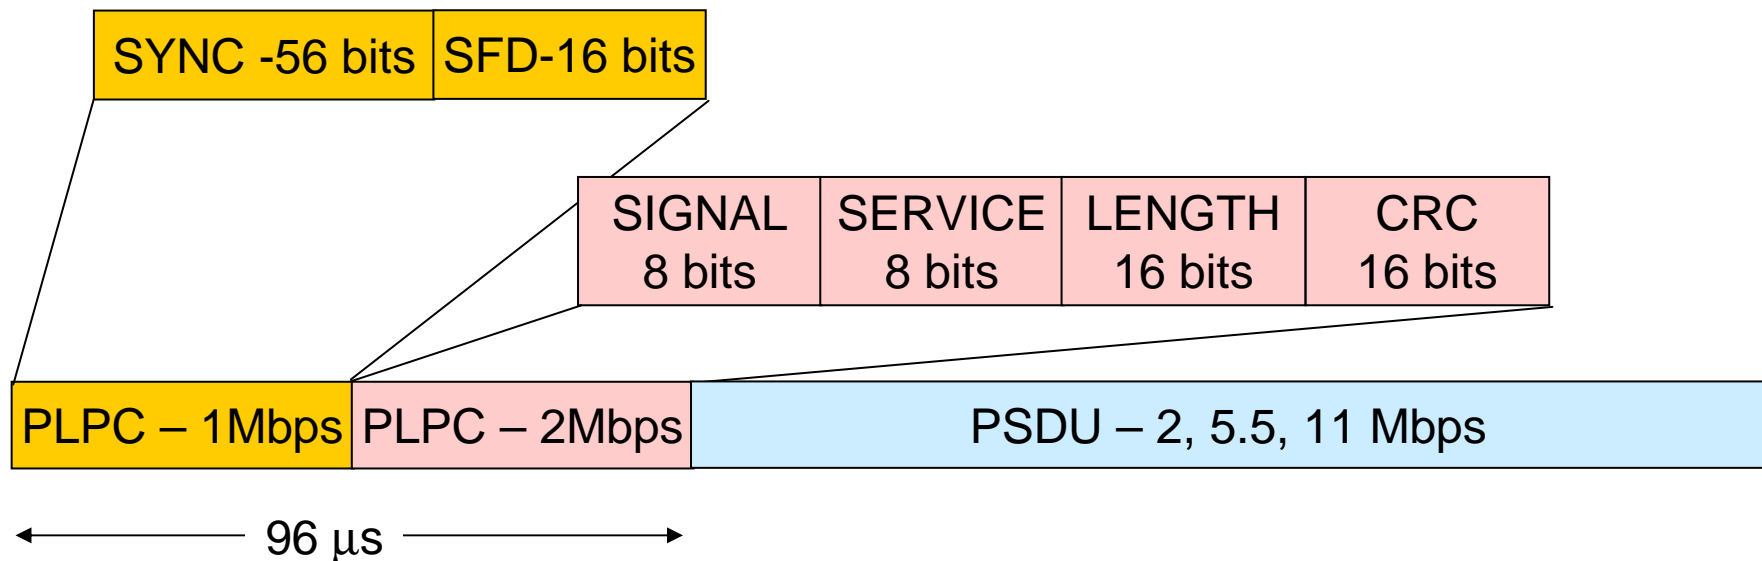 SYNC -56 bits SFD-16 bits
SIGNAL SERVICE LENGTH CRC
8 bits 8 bits 16 bits 16 bits
PLPC – 1Mbps PLPC – 2Mbps PSDU – 2, 5.5, 11 Mbps
96 μs